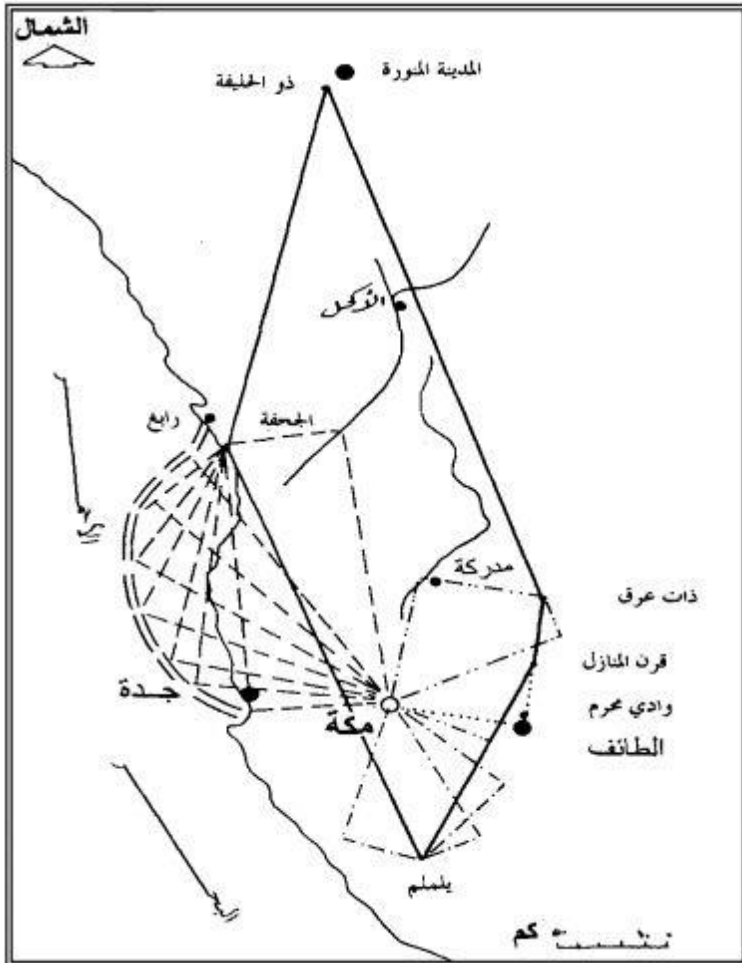 الشمال
المدينة المنورة
ذو الحليفة
الأكحل
رابغ
الجحفة
مدركة
ذات عرق
قرن المنازل
جدة
وادي محرم
مكة
الطائف
يلملم
كم